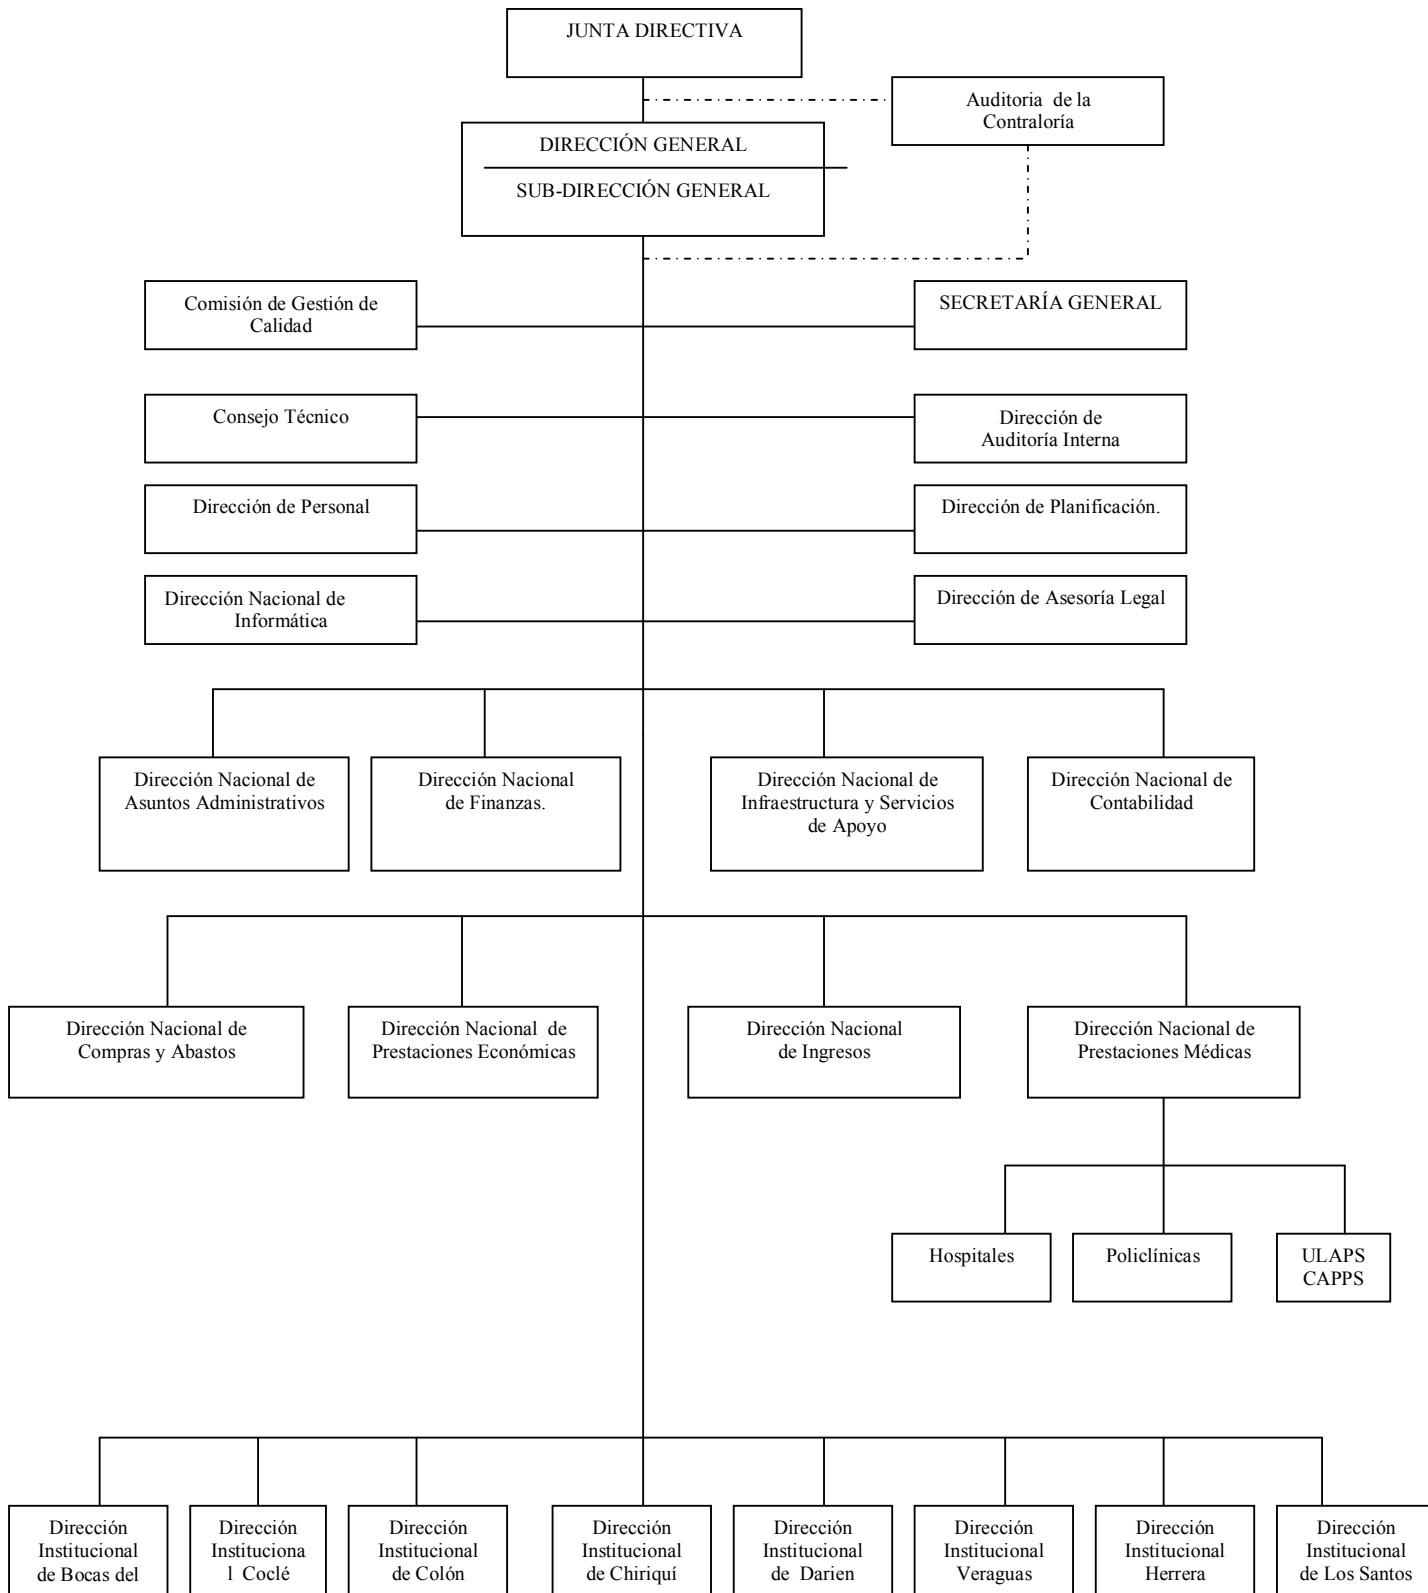 JUNTA DIRECTIVA
Auditoria de la
Contraloría
DIRECCIÓN GENERAL
SUB-DIRECCIÓN GENERAL
Comisión de Gestión de
Calidad
SECRETARÍA GENERAL
Consejo Técnico
Dirección de
Auditoría Interna
Dirección de Personal
Dirección de Planificación.
Dirección Nacional de
Informática
Dirección de Asesoría Legal
Dirección Nacional de
Asuntos Administrativos
Dirección Nacional
de Finanzas.
Dirección Nacional de
Infraestructura y Servicios
de Apoyo
Dirección Nacional de
Contabilidad
Dirección Nacional de
Compras y Abastos
Dirección Nacional de
Prestaciones Económicas
Dirección Nacional
de Ingresos
Dirección Nacional de
Prestaciones Médicas
Hospitales
Policlínicas
ULAPS
CAPPS
Dirección
Institucional
de Bocas del
Dirección
Instituciona
l Coclé
Dirección
Institucional
de Colón
Dirección
Institucional
de Chiriquí
Dirección
Institucional
de Darien
Dirección
Institucional
Veraguas
Dirección
Institucional
Herrera
Dirección
Institucional
de Los Santos